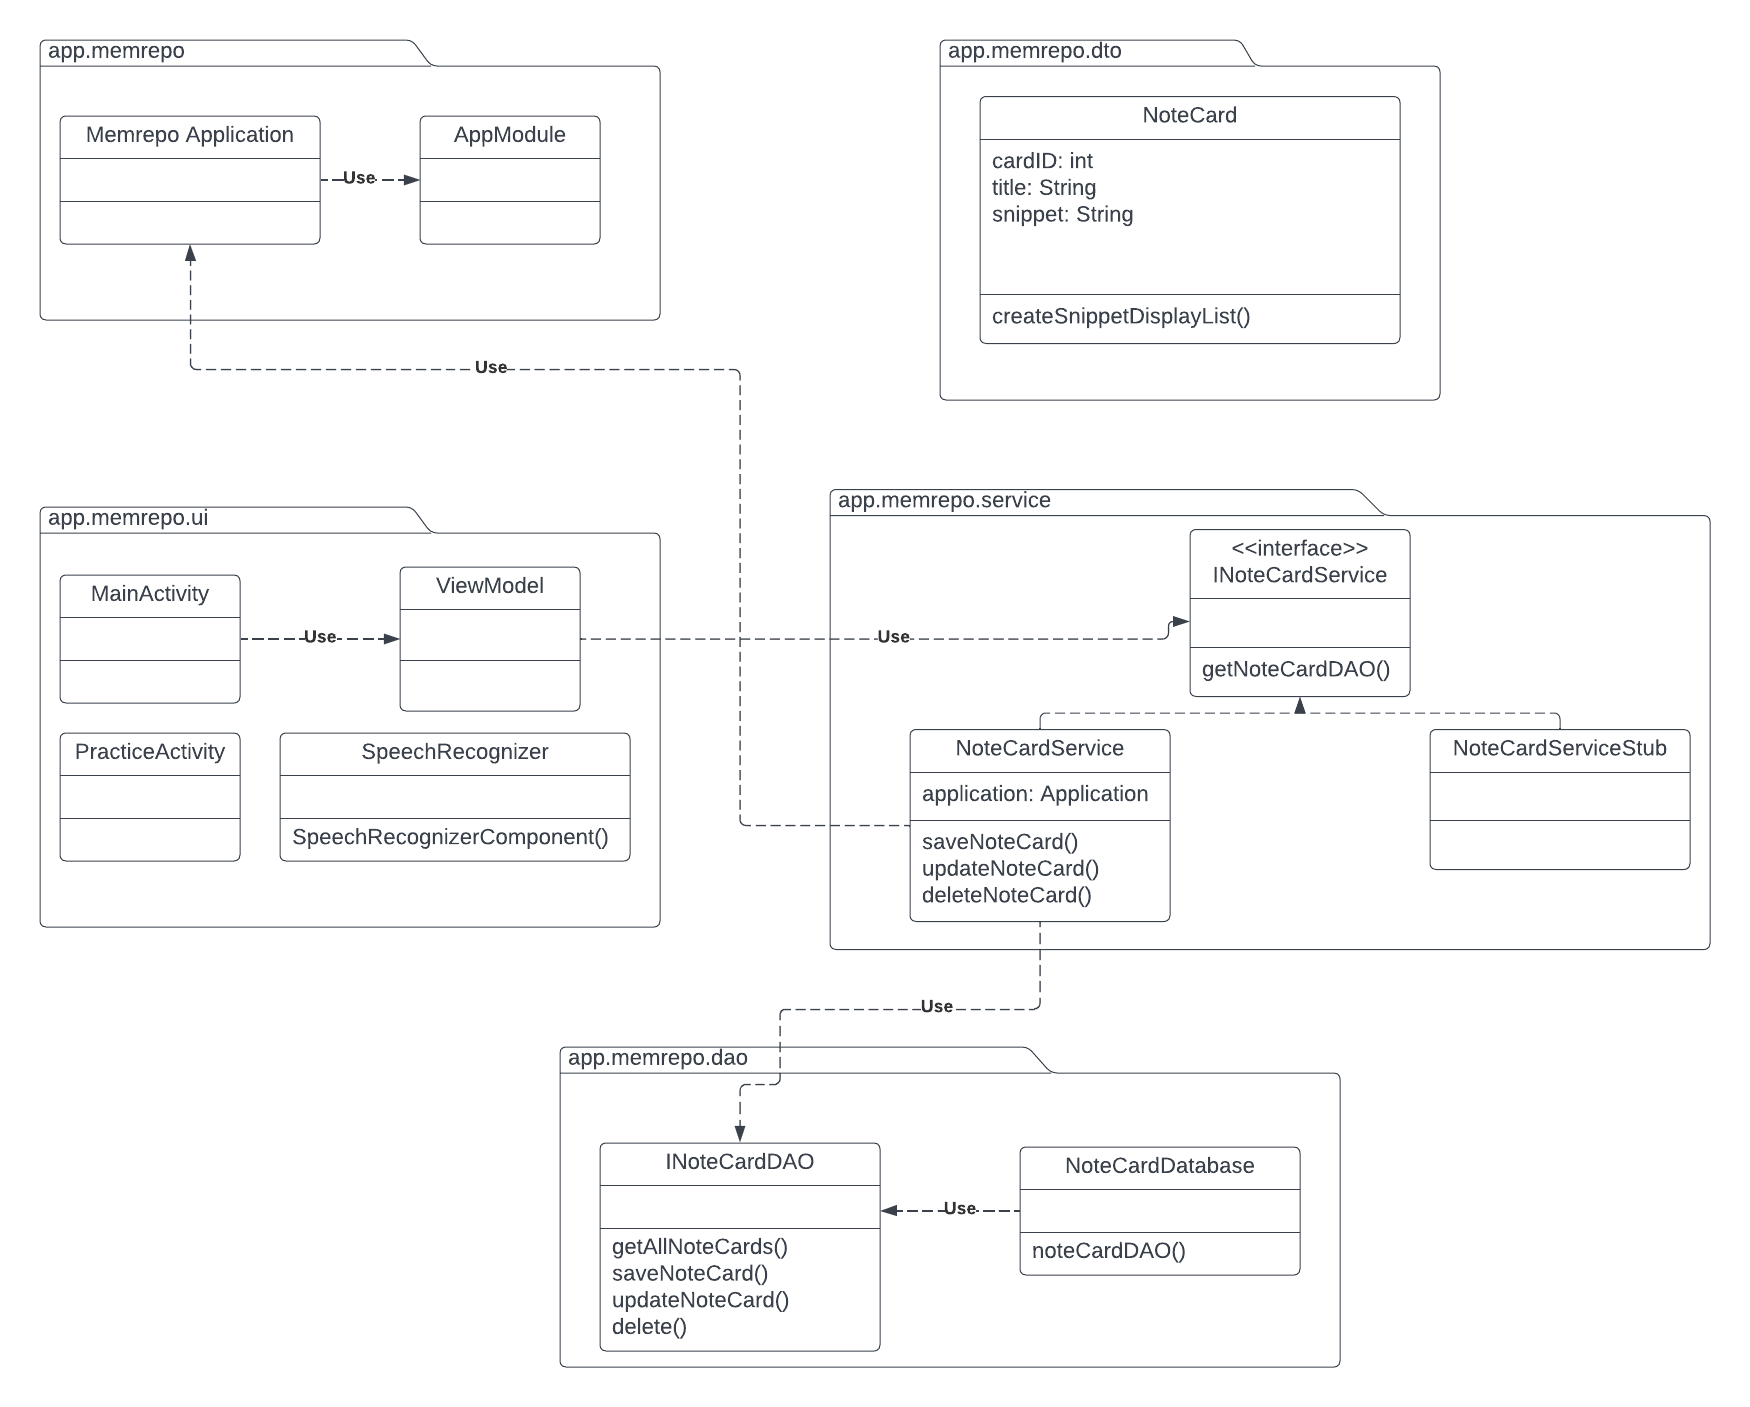 app.memrepo
Memrepo Application
AppModule
Use
app.memrepo.dto
NoteCard
cardID: int
title: String
snippet: String
createSnippetDisplayList()
Use
app.memrepo.ui
MainActivity
ViewModel
Use
PracticeActivity
SpeechRecognizer
SpeechRecognizerComponent()
Use
app.memrepo.service
<<interface>>
INoteCardService
getNoteCardDAO()
NoteCardService
application: Application
saveNoteCard()
updateNoteCard()
deleteNoteCard()
NoteCardServiceStub
Use
app.memrepo.dao
INoteCardDAO
getAllNoteCards()
saveNoteCard()
updateNoteCard()
delete()
Use
NoteCardDatabase
noteCardDAO()